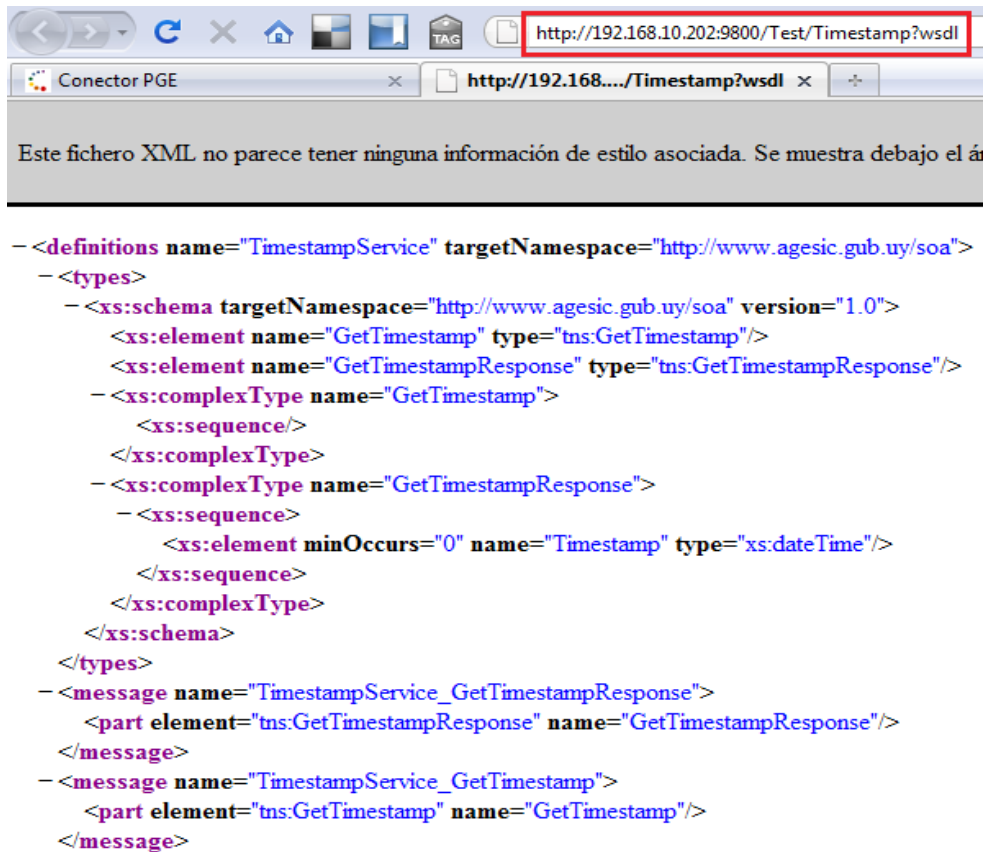 TAG
http://192.168.10.202:9800/Test/Timestamp?wsdl
Conector PGE
http://192.168..../Timestamp?wsdl
Este fichero XML no parece tener ninguna información de estilo asociada. Se muestra debajo el ár
− <definitions name="TimestampService" targetNamespace="http://www.agesic.gub.uy/soa">
− <types>
− <xs:schema targetNamespace="http://www.agesic.gub.uy/soa" version="1.0">
<xs:element name="GetTimestamp" type="tns:GetTimestamp"/>
<xs:element name="GetTimestampResponse" type="tns:GetTimestampResponse"/>
− <xs:complexType name="GetTimestamp">
<xs:sequence/>
</xs:complexType>
− <xs:complexType name="GetTimestampResponse">
− <xs:sequence>
<xs:element minOccurs="0" name="Timestamp" type="xs:dateTime"/>
</xs:sequence>
</xs:complexType>
</xs:schema>
</types>
− <message name="TimestampService_GetTimestampResponse">
<part element="tns:GetTimestampResponse" name="GetTimestampResponse"/>
</message>
− <message name="TimestampService_GetTimestamp">
<part element="tns:GetTimestamp" name="GetTimestamp"/>
</message>